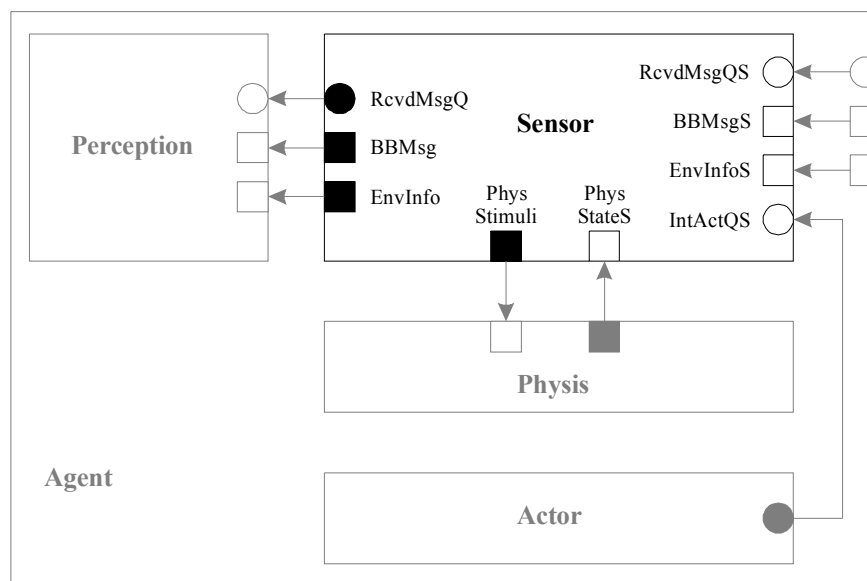 RcvdMsgQS
RcvdMsgQ
Sensor
BBMsgS
Perception
BBMsg
EnvInfoS
EnvInfo
Phys
Stimuli
Phys
StateS
IntActQS
Physis
Agent
Actor